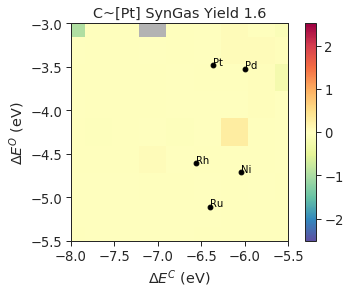 C~[Pt] SynGas Yield 1.6
−3.0
−3.5
−4.0
−4.5
−5.0
−5.5
ΔE^O (eV)
Pt
Pd
Rh
Ni
Ru
−8.0 −7.5 −7.0 −6.5 −6.0 −5.5
ΔE^C (eV)
2
1
0
−1
−2